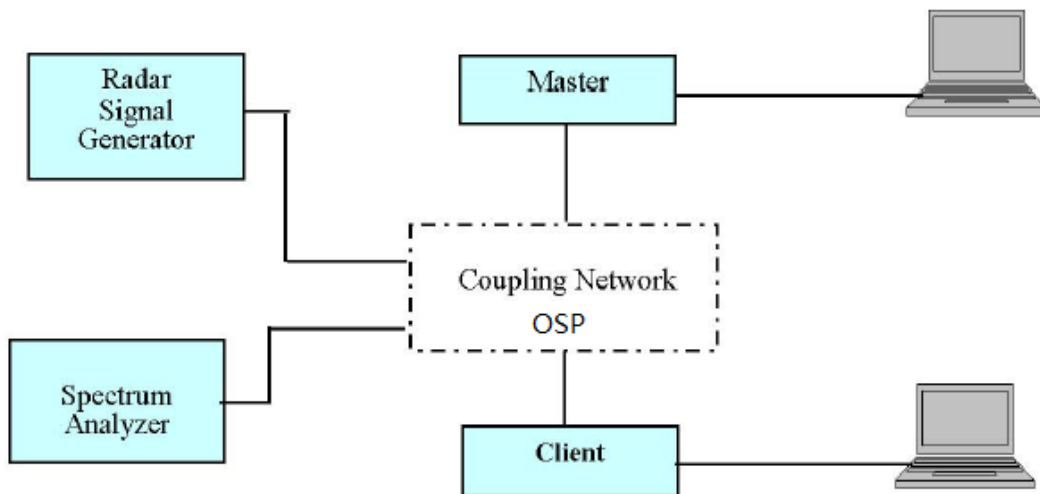 Radar
Signal
Generator
Master
Coupling Network
OSP
Spectrum
Analyzer
Client